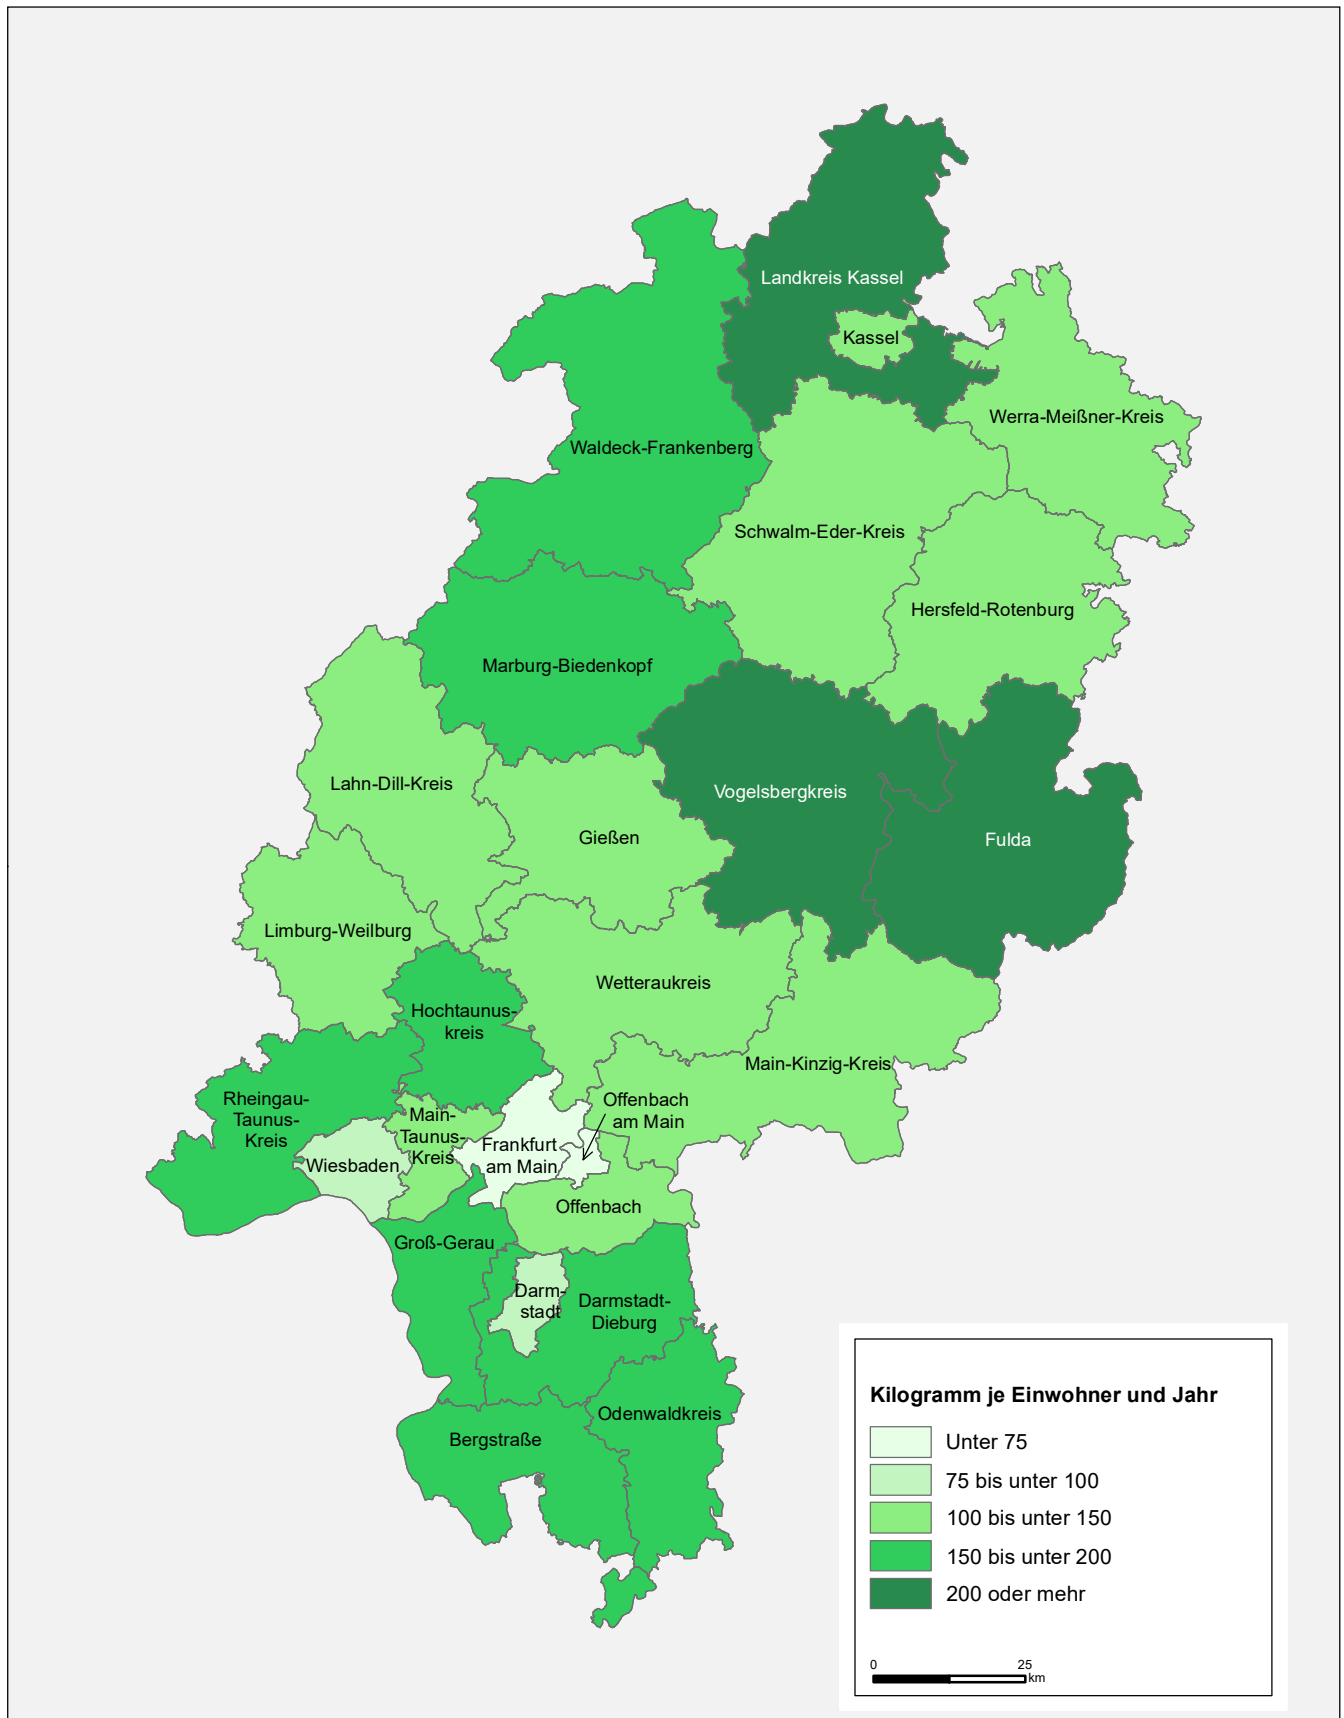 Landkreis Kassel
Kassel
Werra-Meißner-Kreis
Waldeck-Frankenberg
Schwalm-Eder-Kreis
Hersfeld-Rotenburg
Marburg-Biedenkopf
Lahn-Dill-Kreis
Vogelsbergkreis
Gießen
Fulda
Limburg-Weilburg
Wetteraukreis
Hochtaunus-
kreis
Main-Kinzig-Kreis
Rheingau-
Taunus-
Kreis
Offenbach
am Main
Main-
Taunus-
Kreis
Frankfurt
am Main
Wiesbaden
Offenbach
Groß-Gerau
Darm-
stadt
Darmstadt-
Dieburg
Odenwaldkreis
Bergstraße
Kilogramm je Einwohner und Jahr
Unter 75
75 bis unter 100
100 bis unter 150
150 bis unter 200
200 oder mehr
0 25
km